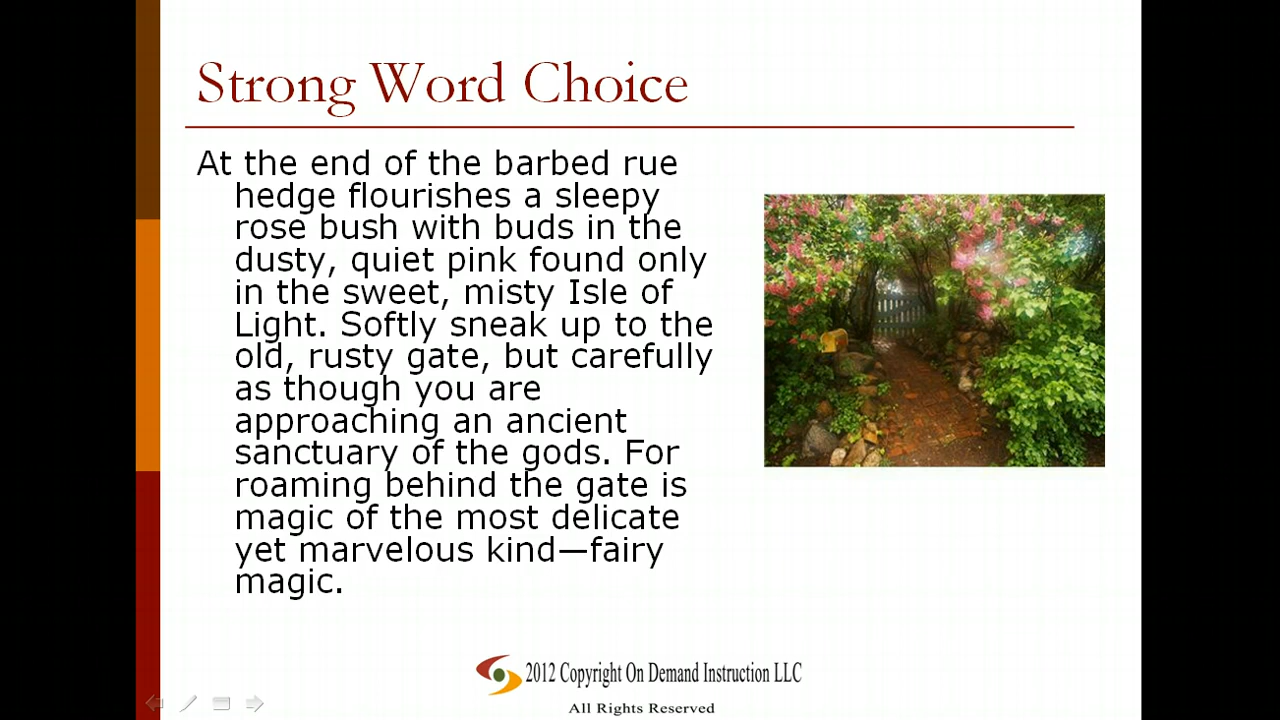 Strong Word Choice
At the end of the barbed rue
hedge flourishes a sleepy
rose bush with buds in the
dusty, quiet pink found only
in the sweet, misty Isle of
Light. Softly sneak up to the
old, rusty gate, but carefully
as though you are
approaching an ancient
sanctuary of the gods. For
roaming behind the gate is
magic of the most delicate
yet marvelous kind—fairy
magic.
2012 Copyright On Demand Instruction LLC
All Rights Reserved